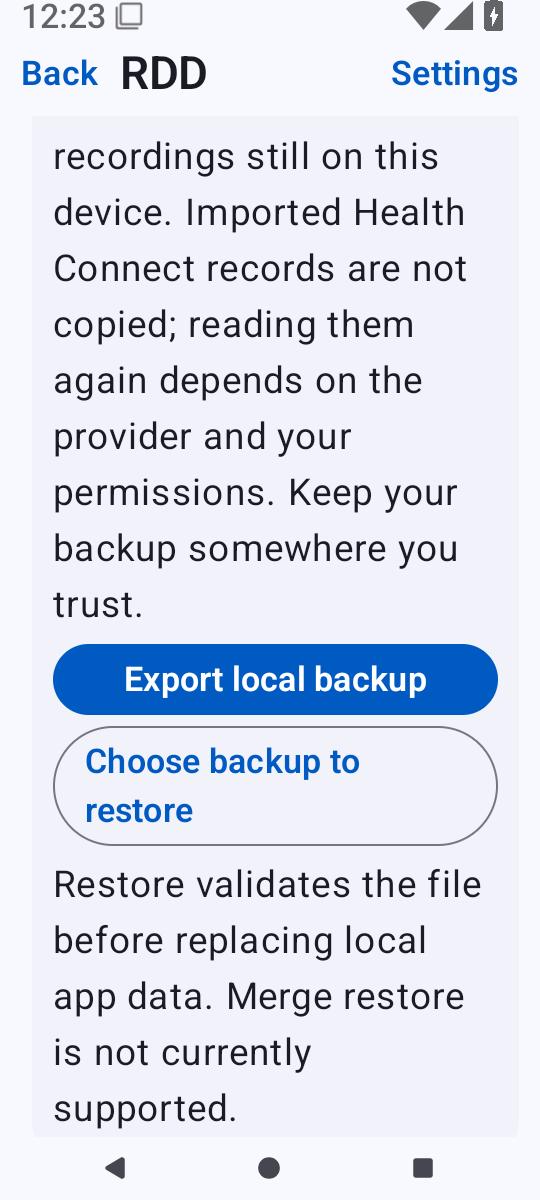 12:23
Back RDD Settings
recordings still on this
device. Imported Health
Connect records are not
copied; reading them
again depends on the
provider and your
permissions. Keep your
backup somewhere you
trust.
Export local backup
Choose backup to
restore
Restore validates the file
before replacing local
app data. Merge restore
is not currently
supported.